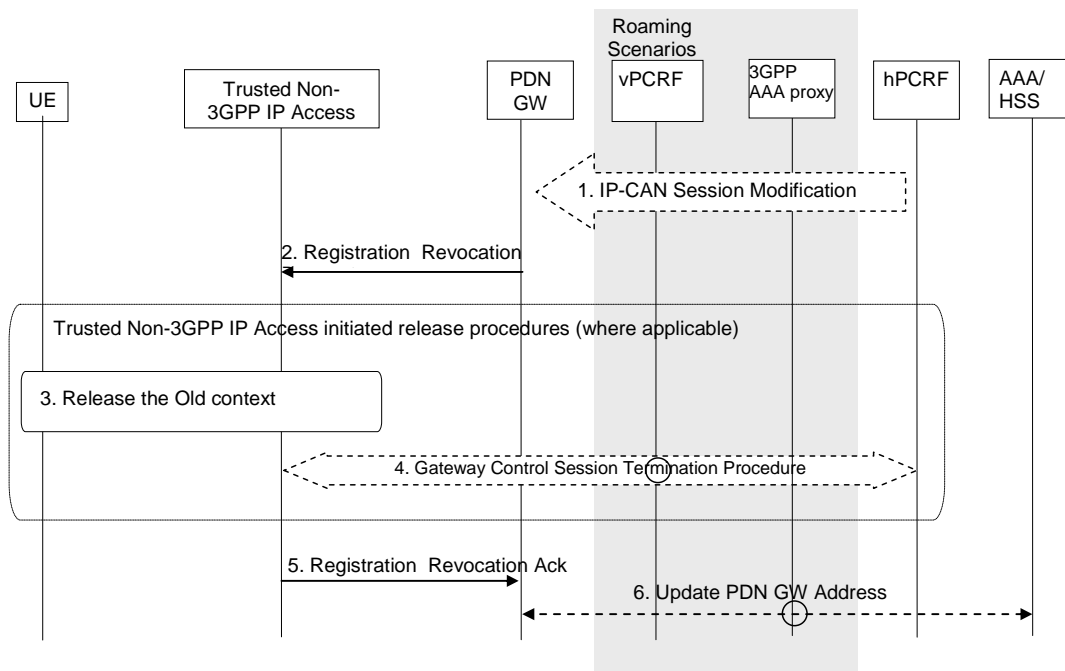 Roaming
Scenarios
UE
Trusted Non-
3GPP IP Access
PDN
GW
vPCRF
3GPP
AAA proxy
hPCRF
AAA/
HSS
1. IP-CAN Session Modification
2. Registration Revocation
Trusted Non-3GPP IP Access initiated release procedures (where applicable)
3. Release the Old context
4. Gateway Control Session Termination Procedure
5. Registration Revocation Ack
6. Update PDN GW Address